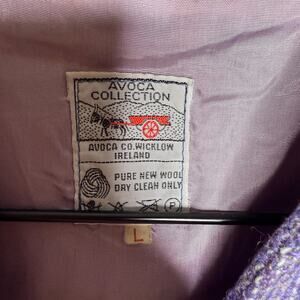 AVOCA
COLLECTION
AVOCA CO.WICKLOW
IRELAND
PURE NEW WOOL
DRY CLEAN ONLY
P
L